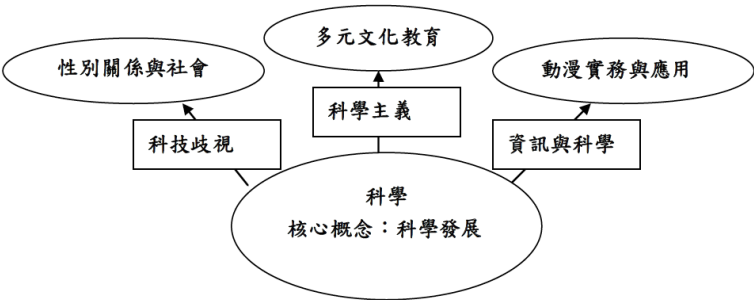 多元文化教育
性別關係與社會
動漫實務與應用
科學主義
科技歧視
資訊與科學
科學
核心概念：科學發展